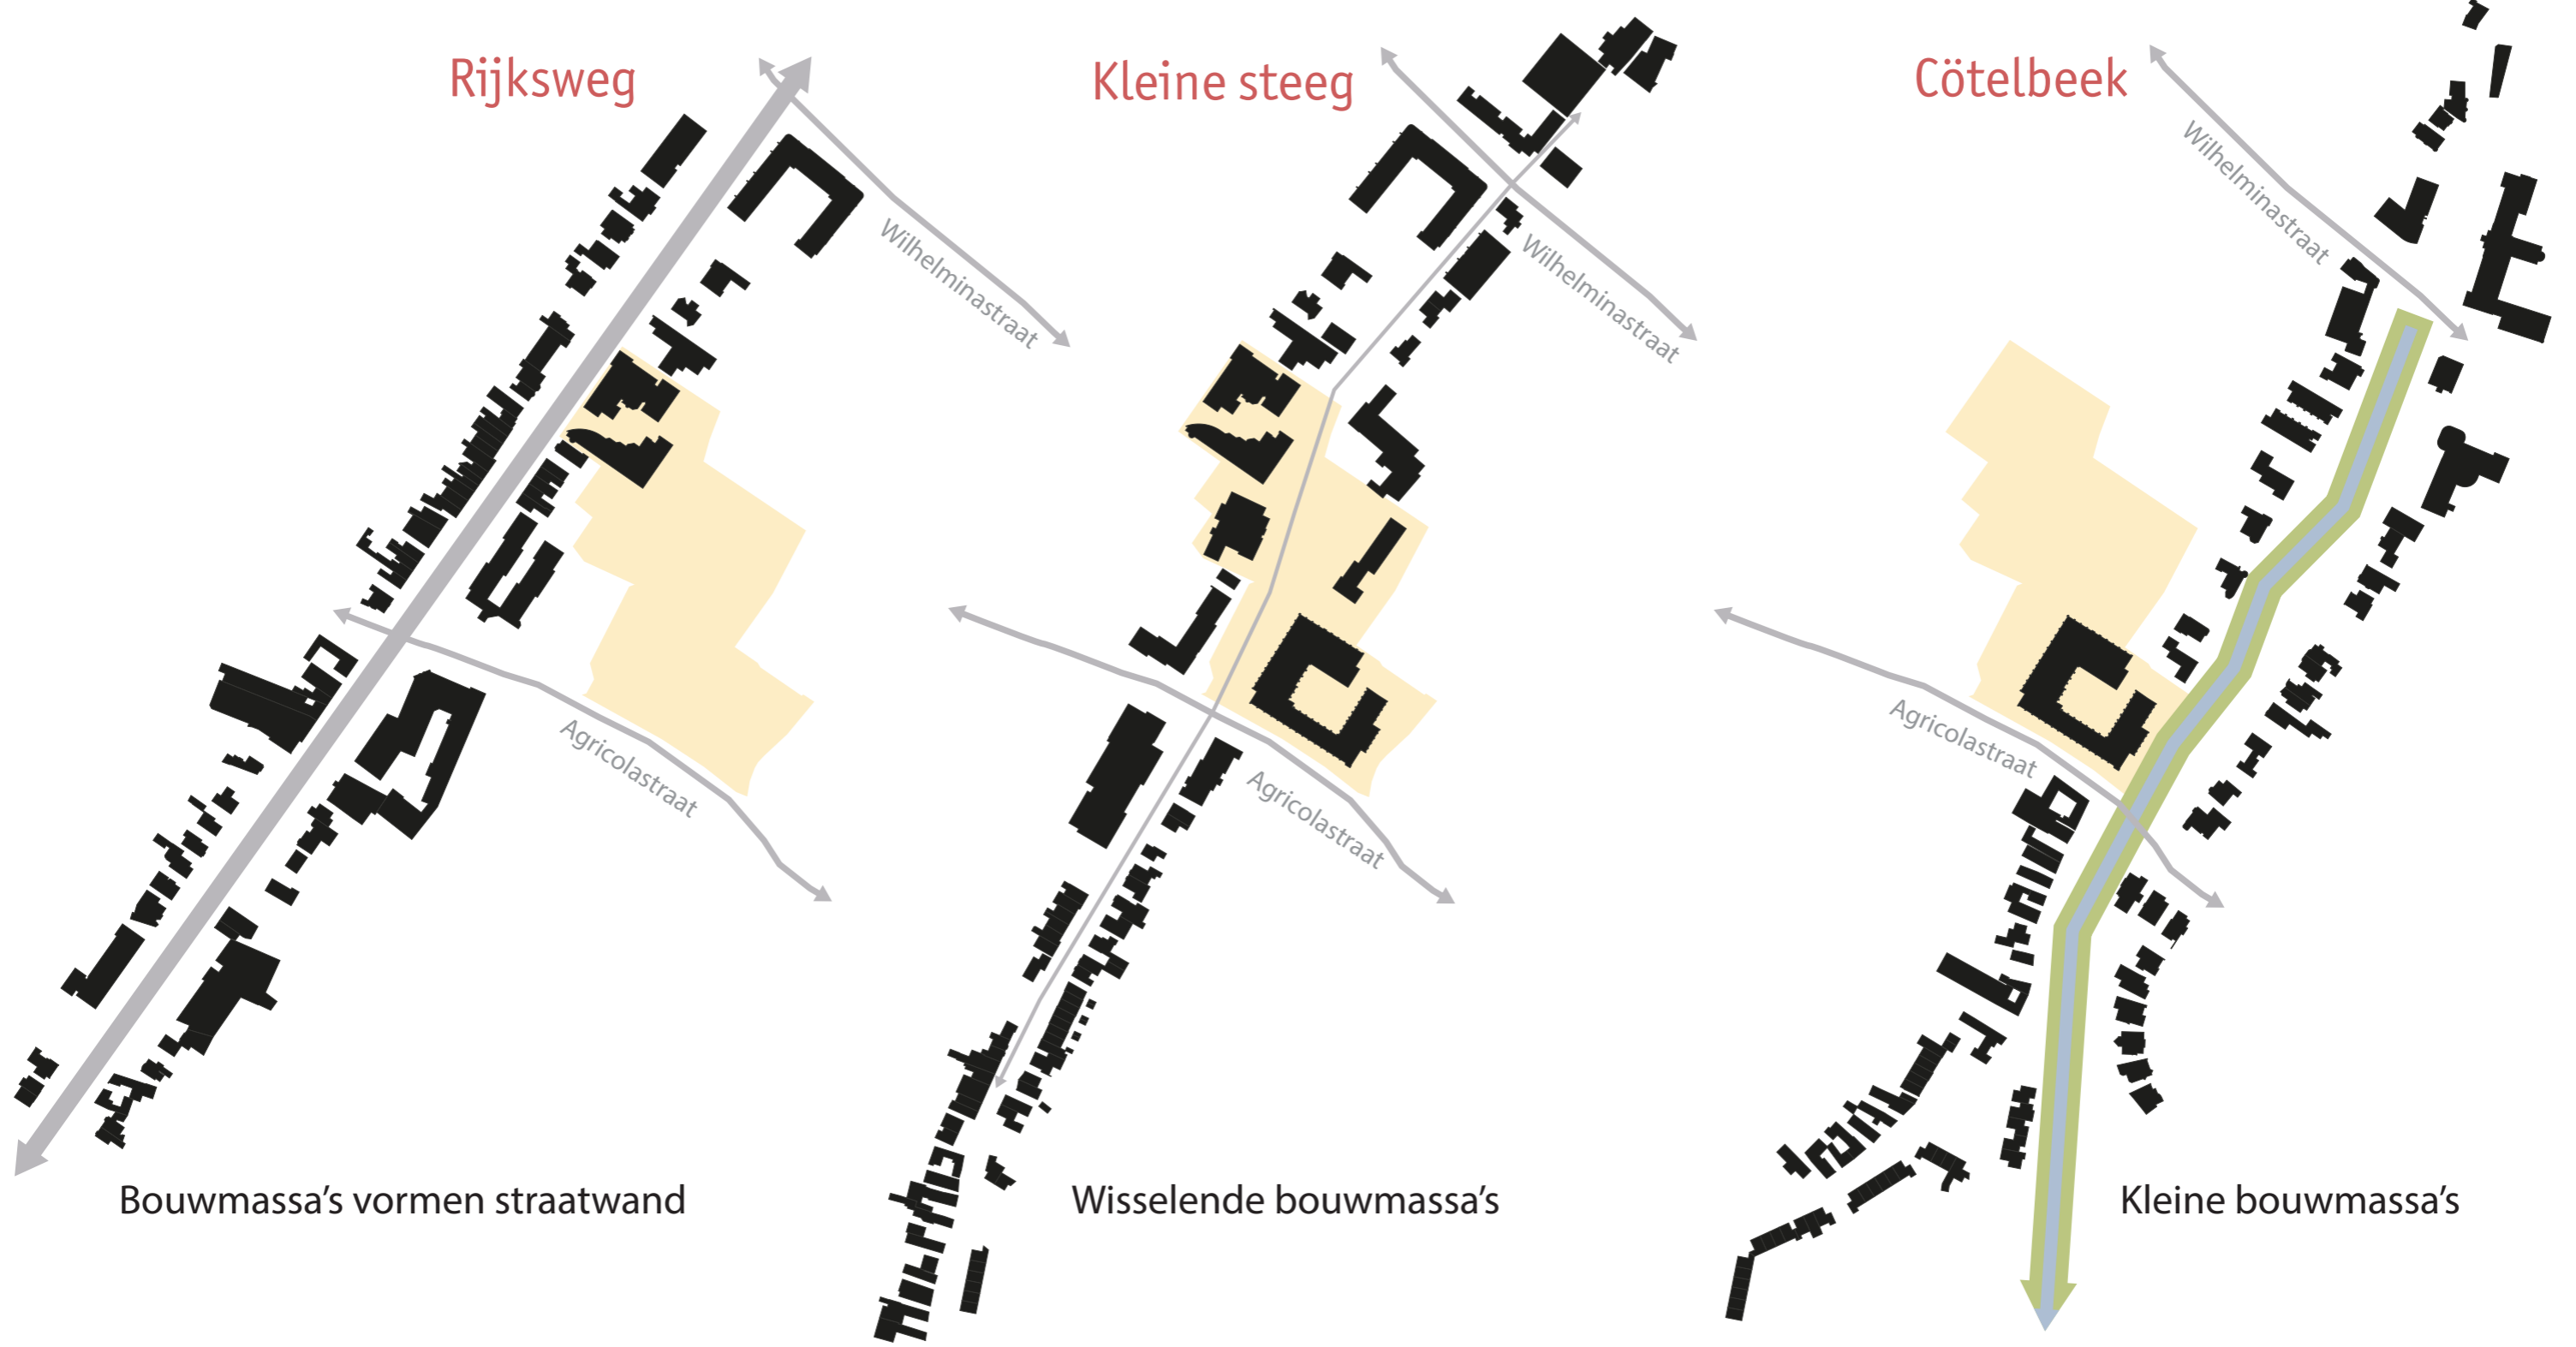 Rijksweg
Kleine steeg
Cötelbeek
Wilhelminastraat
Wilhelminastraat
Wilhelminastraat
Agricolastraat
Agricolastraat
Agricolastraat
Bouwmassa’s vormen straatwand
Wisselende bouwmassa’s
Kleine bouwmassa’s